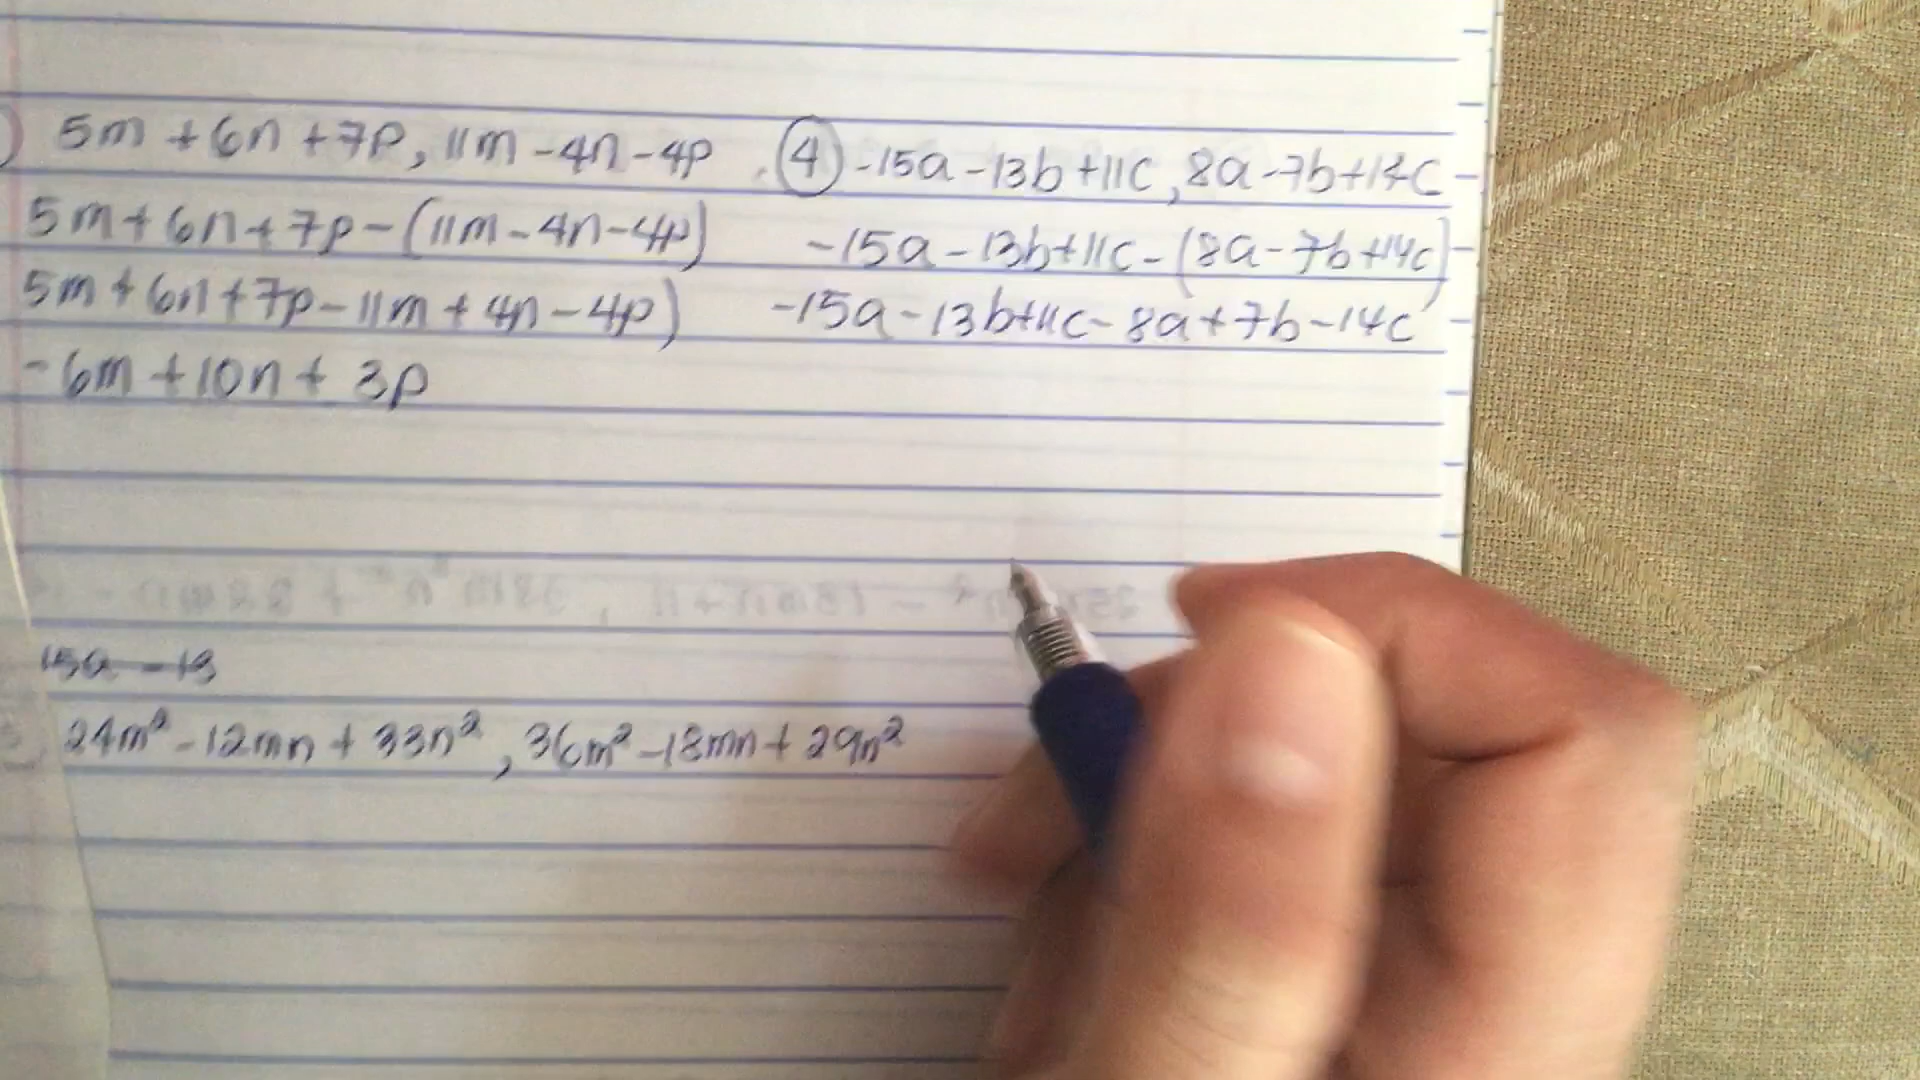 5m + 6n + 7p, 11m - 4n - 4p
5m + 6n + 7p - (11m - 4n - 4p)
5m + 6n + 7p - 11m + 4n - 4p)
- 6m + 10n + 3p
④ -15a - 13b + 11c, 8a - 7b + 14c
-15a - 13b + 11c - (8a - 7b + 14c)
-15a - 13b + 11c - 8a + 7b - 14c
15a - 13
24m² - 12mn + 33n², 36m² - 18mn + 29n²